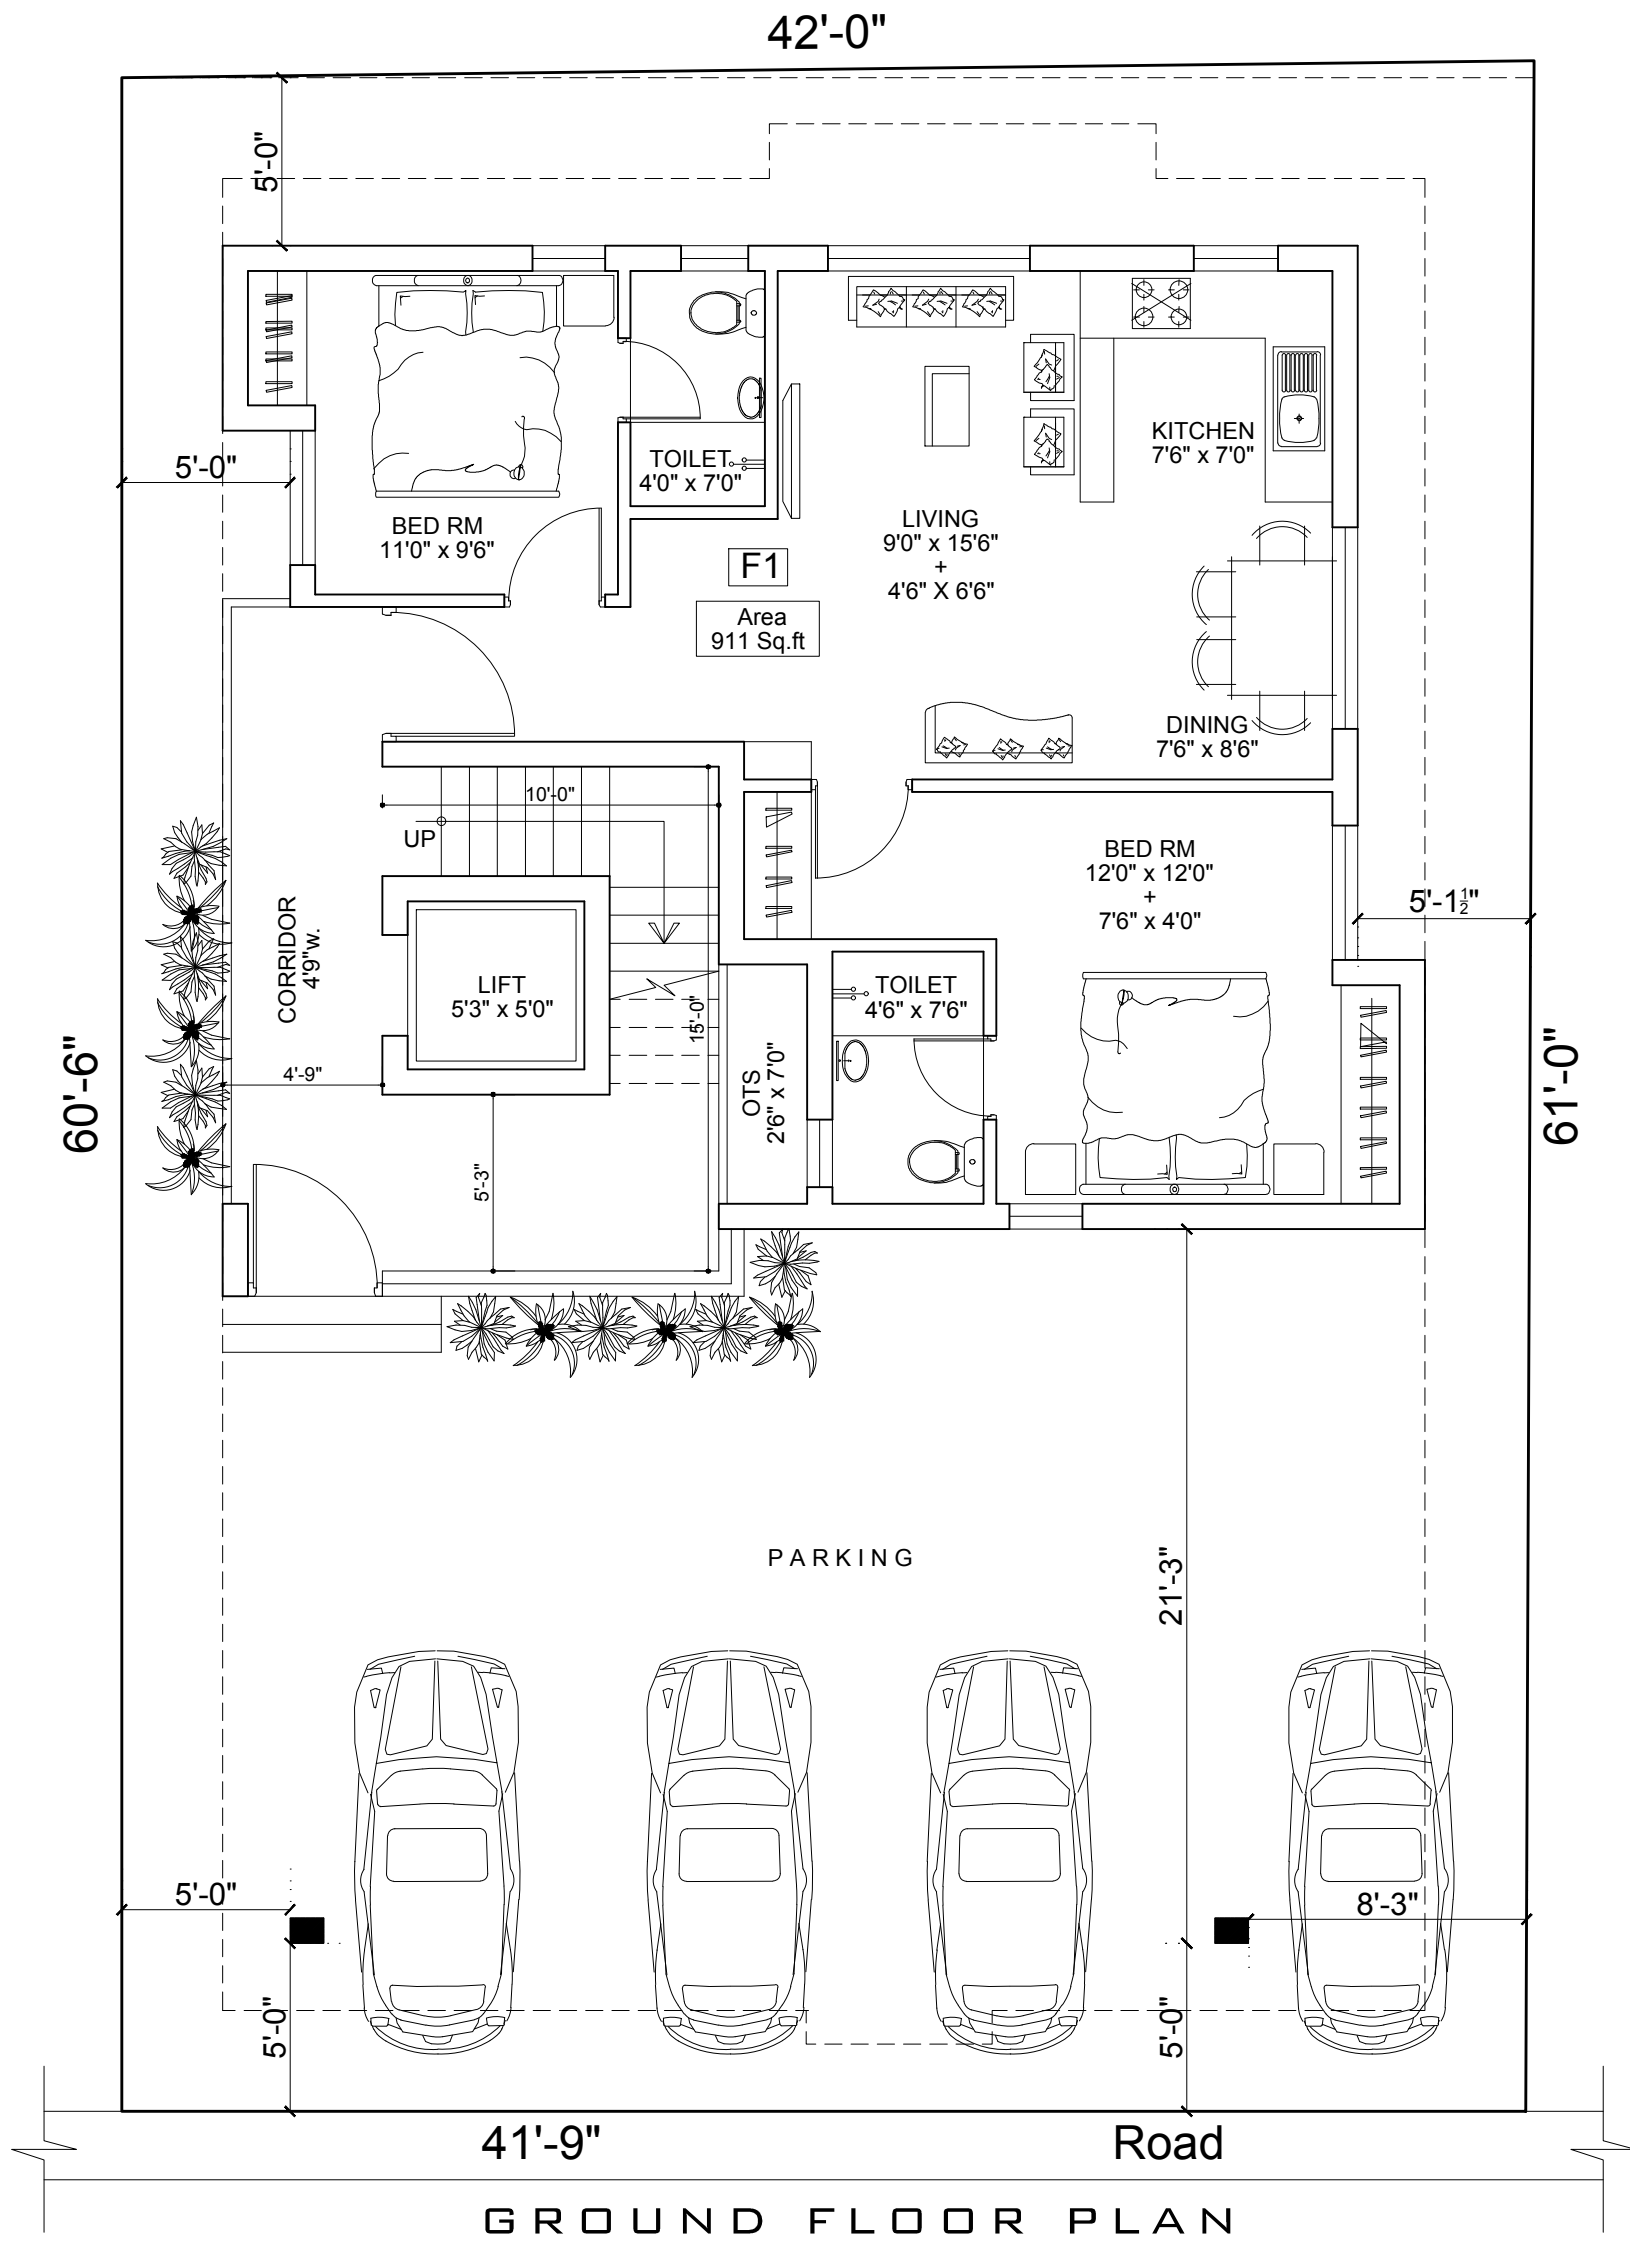 42'-0"
5'-0"
KITCHEN
7'6" x 7'0"
5'-0"
TOILET
4'0" x 7'0"
BED RM
11'0" x 9'6"
LIVING
9'0" x 15'6"
+
4'6" X 6'6"
F1
Area
911 Sq.ft
DINING
7'6" x 8'6"
10'-0"
UP
BED RM
12'0" x 12'0"
+
7'6" x 4'0"
5'-1½"
CORRIDOR
4'9"w.
LIFT
5'3" x 5'0"
15'-0"
TOILET
4'6" x 7'6"
60'-6"
4'-9"
OTS
2'6" x 7'0"
61'-0"
5'-3"
PARKING
21'-3"
5'-0"
8'-3"
5'-0"
5'-0"
41'-9"
Road
GROUND FLOOR PLAN